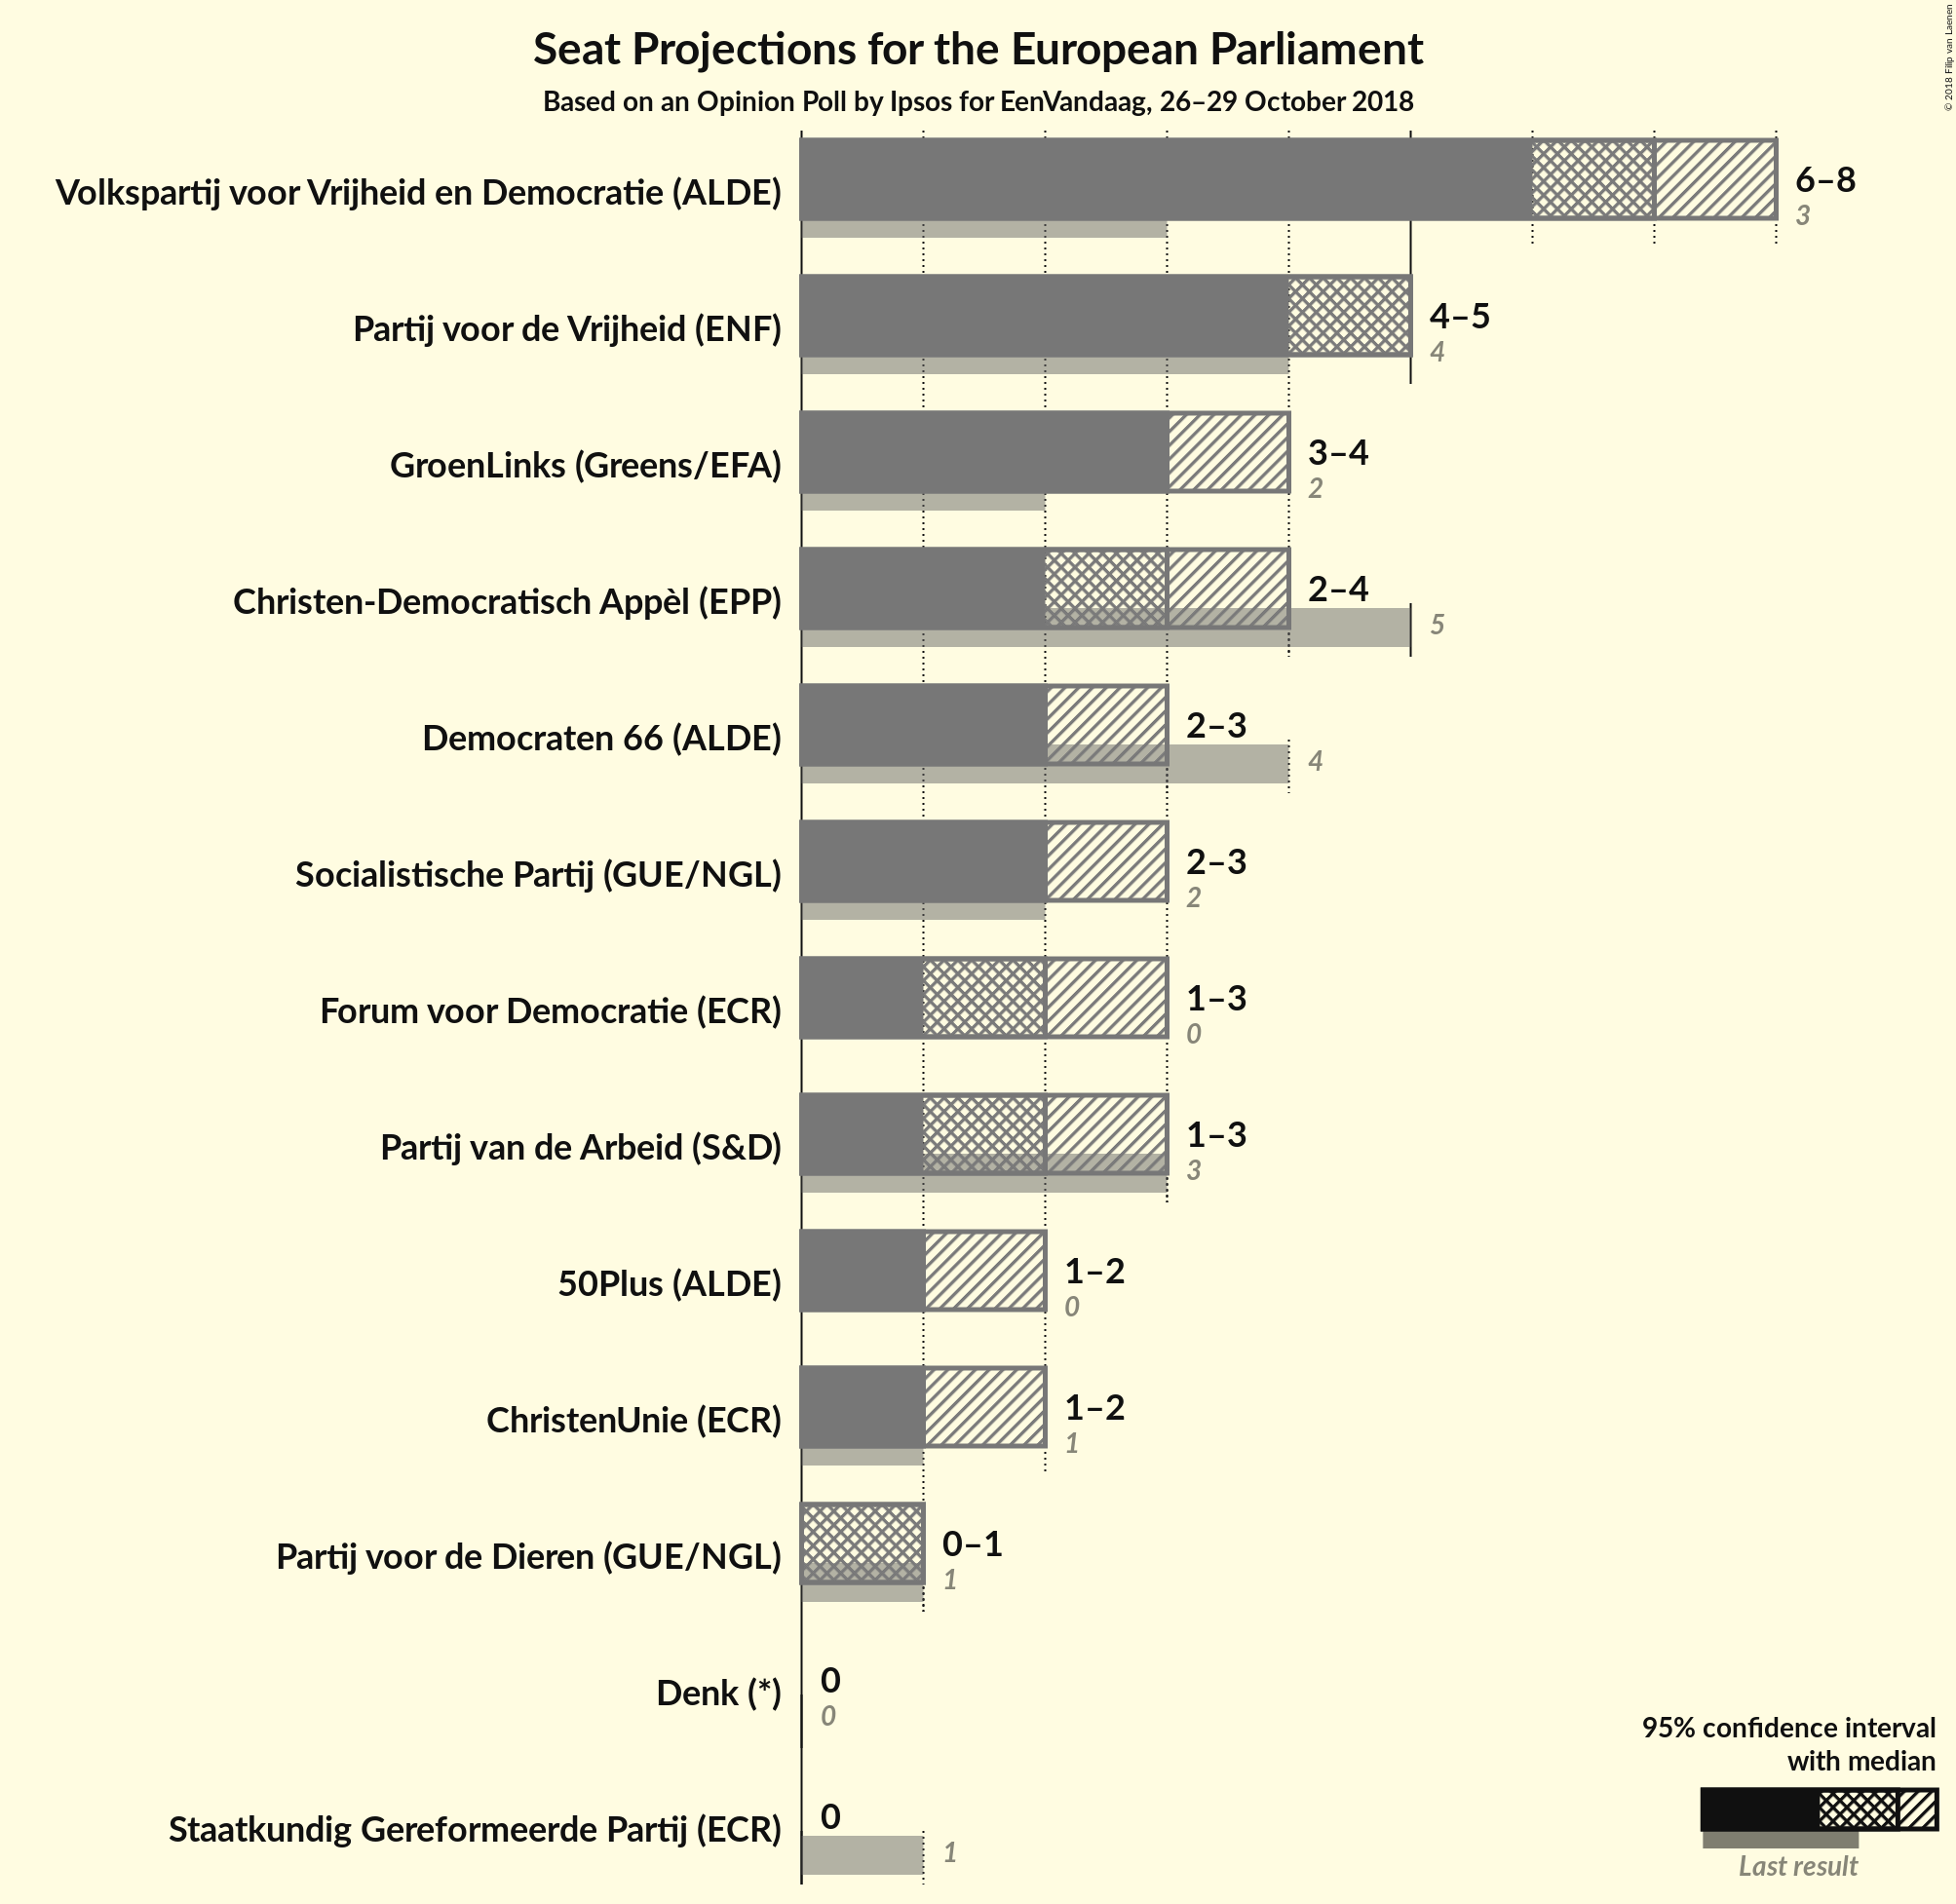 Seat Projections for the European Parliament
Based on an Opinion Poll by Ipsos for EenVandaag, 26–29 October 2018
© 2018 Filip van Laenen
Volkspartij voor Vrijheid en Democratie (ALDE)
6–8
3
Partij voor de Vrijheid (ENF)
4–5
4
GroenLinks (Greens/EFA)
3–4
2
Christen-Democratisch Appèl (EPP)
2–4
5
Democraten 66 (ALDE)
2–3
4
Socialistische Partij (GUE/NGL)
2–3
2
Forum voor Democratie (ECR)
1–3
0
Partij van de Arbeid (S&D)
1–3
3
50Plus (ALDE)
1–2
0
ChristenUnie (ECR)
1–2
1
Partij voor de Dieren (GUE/NGL)
0–1
1
Denk (*)
0
0
Staatkundig Gereformeerde Partij (ECR)
0
1
95% confidence interval
with median
Last result